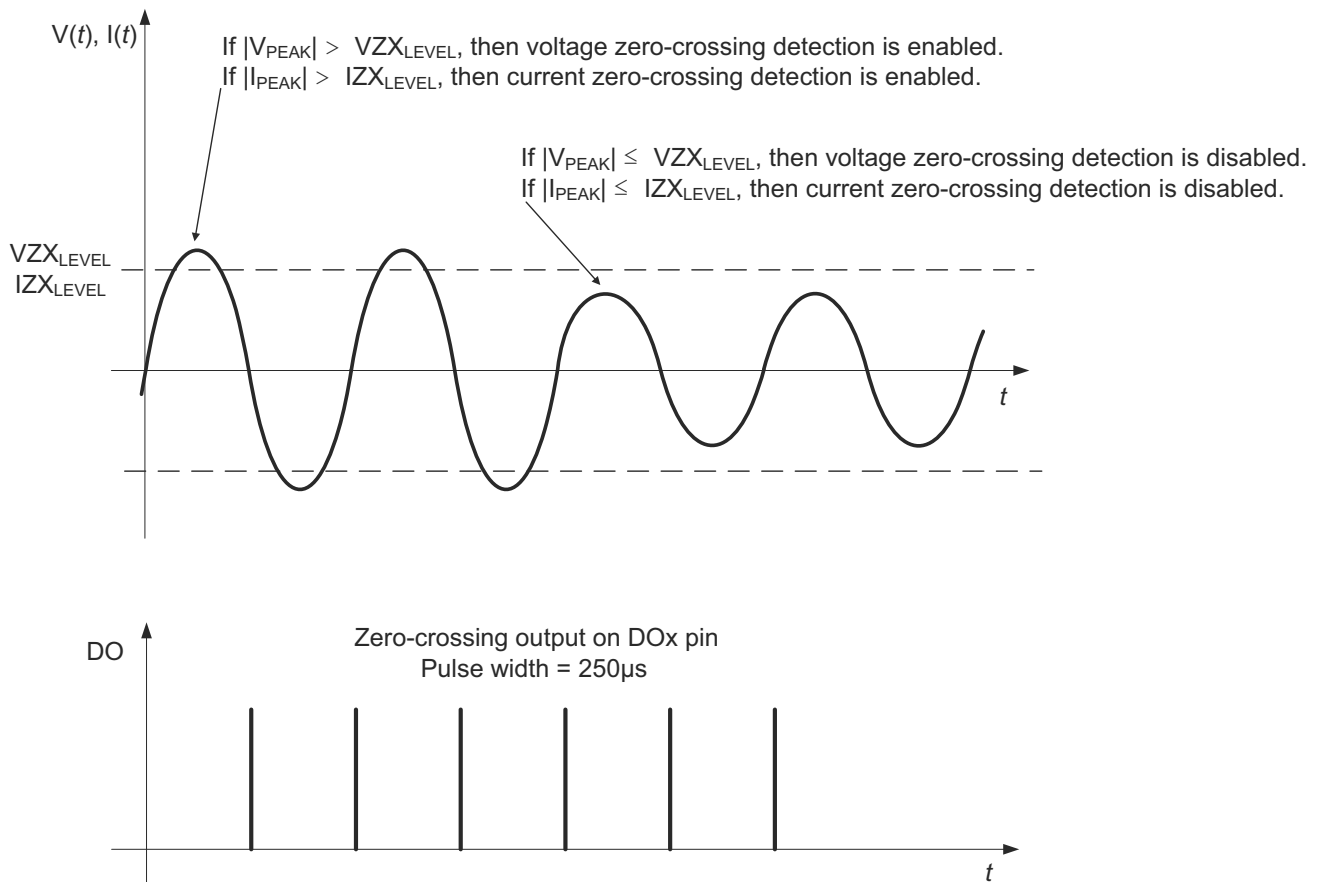 V(t), I(t)
If |VPEAK| > VZXLEVEL, then voltage zero-crossing detection is enabled.
If |IPEAK| > IZXLEVEL, then current zero-crossing detection is enabled.
If |VPEAK| ≤ VZXLEVEL, then voltage zero-crossing detection is disabled.
If |IPEAK| ≤ IZXLEVEL, then current zero-crossing detection is disabled.
VZXLEVEL
IZXLEVEL
t
DO
Zero-crossing output on DOx pin
Pulse width = 250µs
t